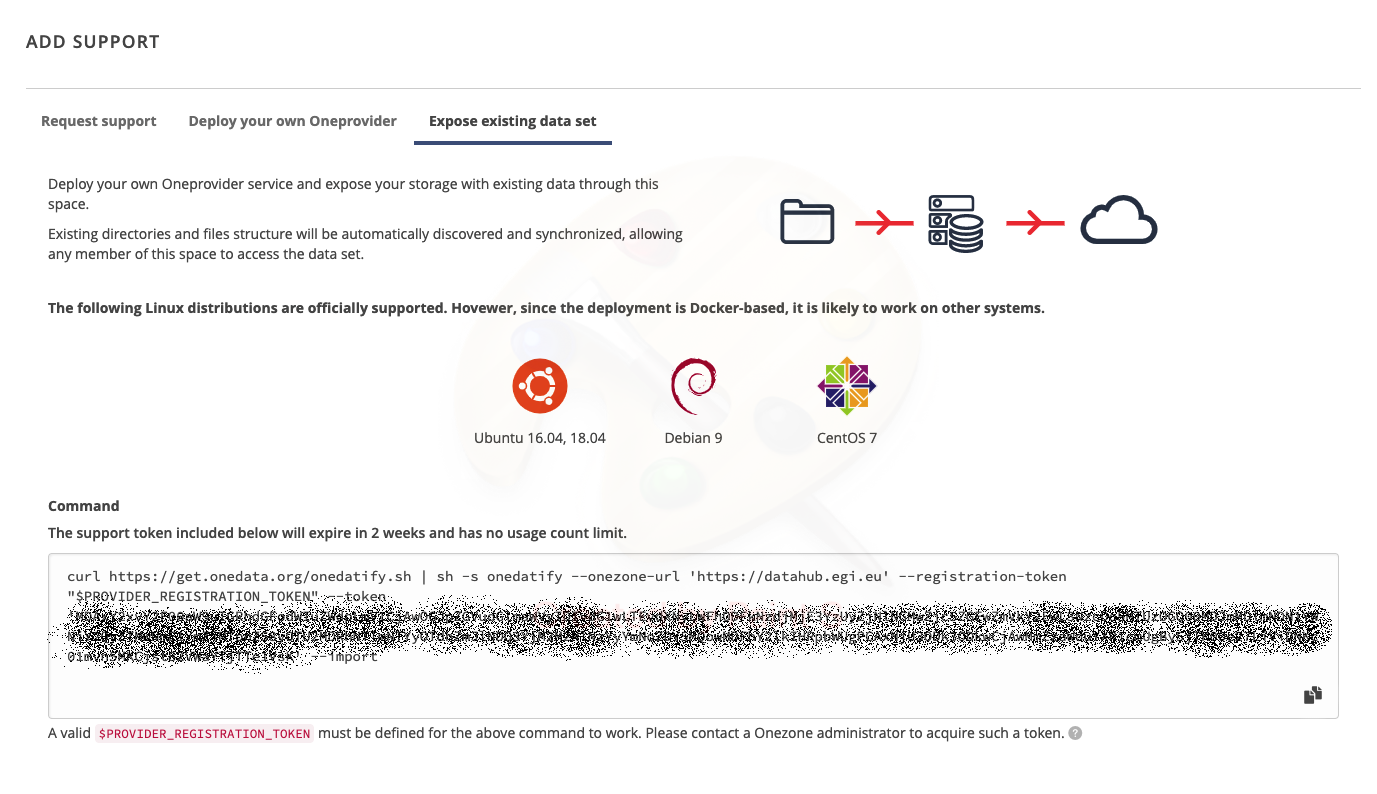 ADD SUPPORT
Request support
Deploy your own Oneprovider
Expose existing data set
Deploy your own Oneprovider service and expose your storage with existing data through this
space.
Existing directories and files structure will be automatically discovered and synchronized, allowing
any member of this space to access the data set.
The following Linux distributions are officially supported. Hovewer, since the deployment is Docker-based, it is likely to work on other systems.
Ubuntu 16.04, 18.04
Debian 9
CentOS 7
Command
The support token included below will expire in 2 weeks and has no usage count limit.
curl https://get.onedata.org/onedatify.sh | sh -s onedatify --onezone-url 'https://datahub.egi.eu' --registration-token
"$PROVIDER_REGISTRATION_TOKEN" --token
--import
A valid $PROVIDER_REGISTRATION_TOKEN must be defined for the above command to work. Please contact a Onezone administrator to acquire such a token. ?